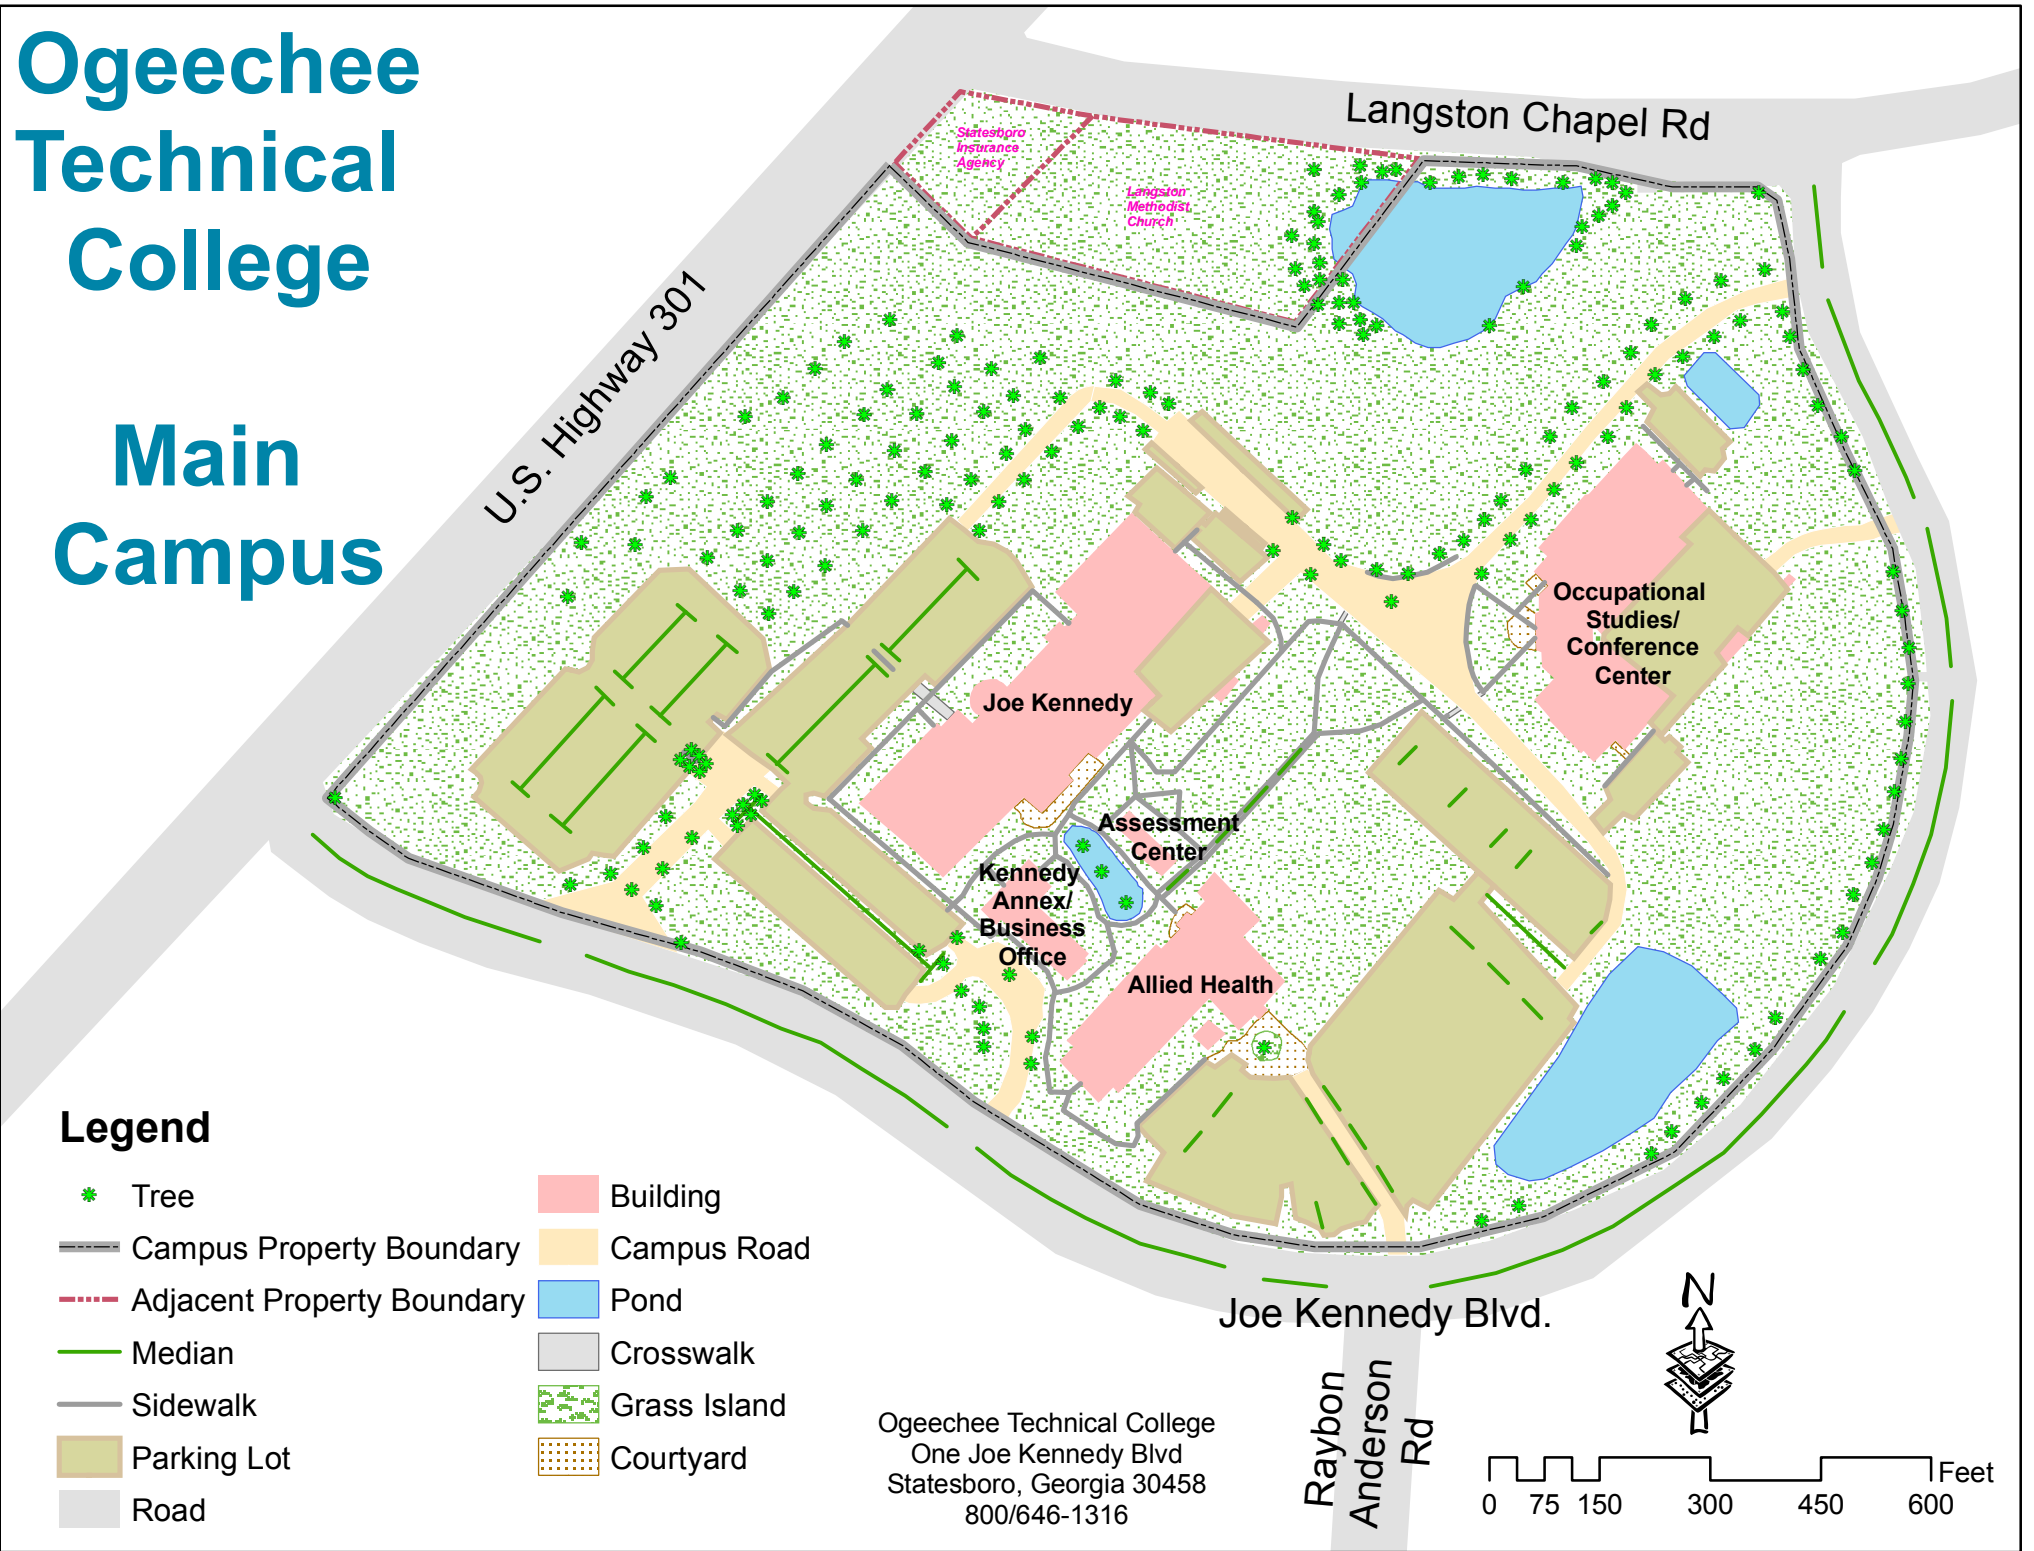 Ogeechee
Technical
College
Main
Campus
Langston Chapel Rd
Statesboro
Insurance
Agency
Langston
Methodist
Church
U.S. Highway 301
Occupational
Studies/
Conference
Center
Joe Kennedy
Assessment
Center
Kennedy
Annex/
Business
Office
Allied Health
Legend
Tree
Campus Property Boundary
Adjacent Property Boundary
Median
Sidewalk
Parking Lot
Road
Building
Campus Road
Pond
Crosswalk
Grass Island
Courtyard
Joe Kennedy Blvd.
Raybon
Anderson
Rd
Ogeechee Technical College
One Joe Kennedy Blvd
Statesboro, Georgia 30458
800/646-1316
N
Feet
0 75 150 300 450 600